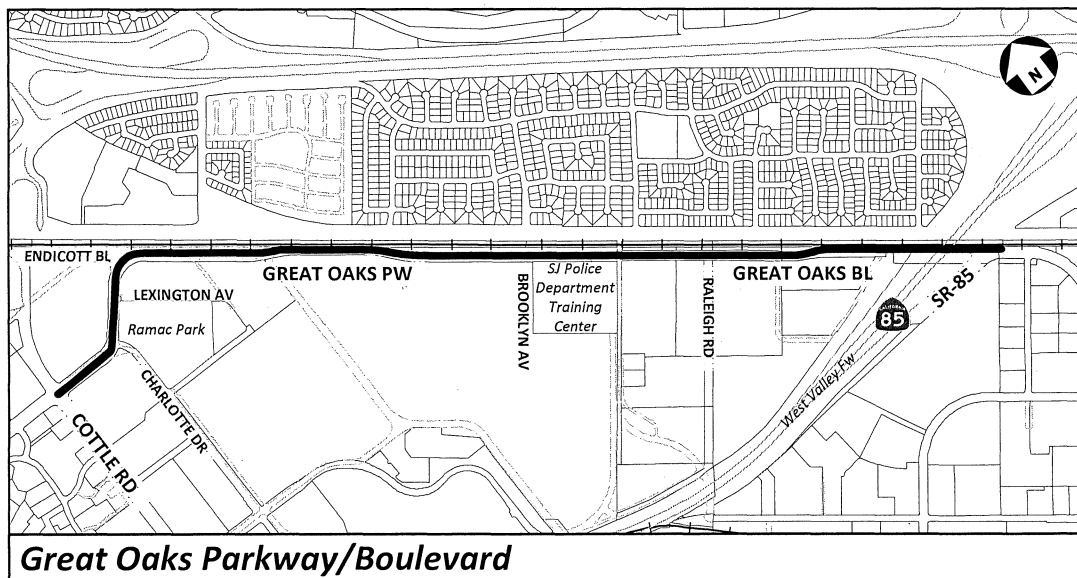 N
ENDICOTT BL
GREAT OAKS PW
GREAT OAKS BL
LEXINGTON AV
Ramac Park
BROOKLYN AV
SJ Police
Department
Training
Center
RALEIGH RD
SR-85
CALIFORNIA
85
West Valley Fw
CHARLOTTE DR
COTTLE RD
Great Oaks Parkway/Boulevard